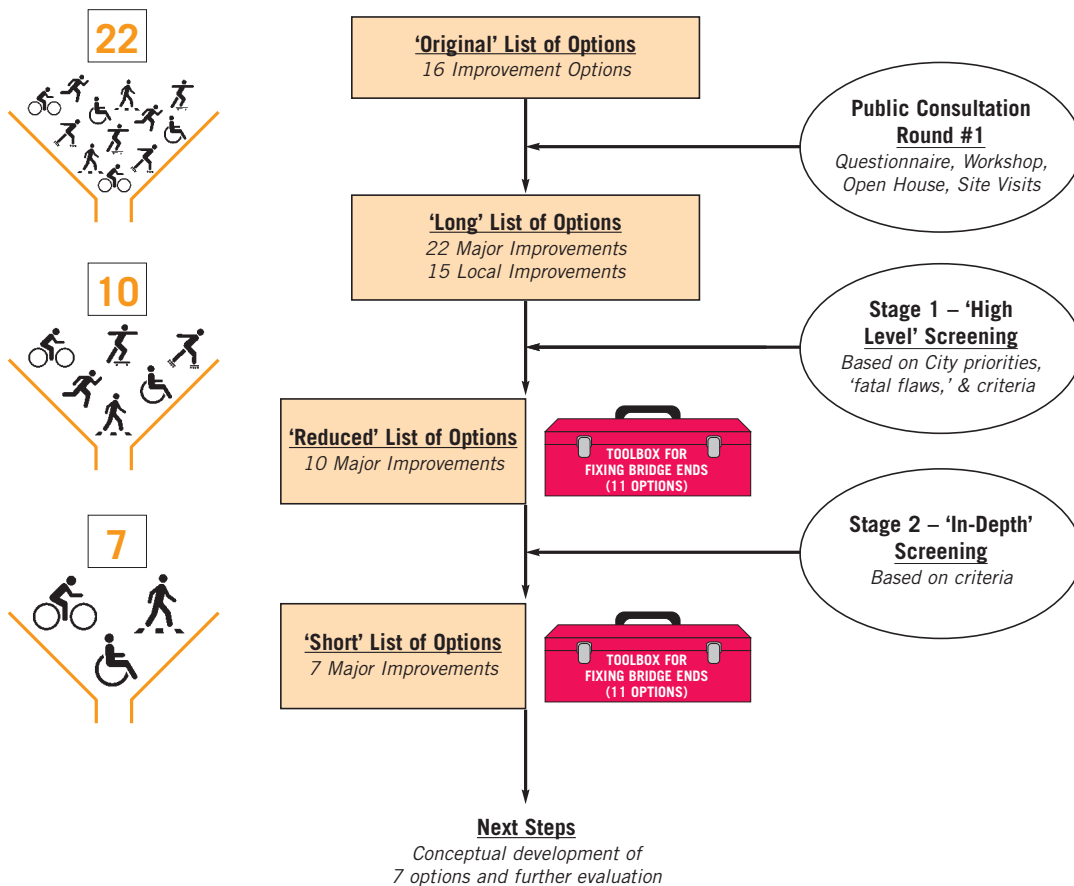 22
'Original' List of Options
16 Improvement Options
Public Consultation
Round #1
Questionnaire, Workshop,
Open House, Site Visits
'Long' List of Options
22 Major Improvements
15 Local Improvements
10
Stage 1 – 'High
Level' Screening
Based on City priorities,
'fatal flaws,' & criteria
'Reduced' List of Options
10 Major Improvements
TOOLBOX FOR
FIXING BRIDGE ENDS
(11 OPTIONS)
7
Stage 2 – 'In-Depth'
Screening
Based on criteria
'Short' List of Options
7 Major Improvements
TOOLBOX FOR
FIXING BRIDGE ENDS
(11 OPTIONS)
Next Steps
Conceptual development of
7 options and further evaluation